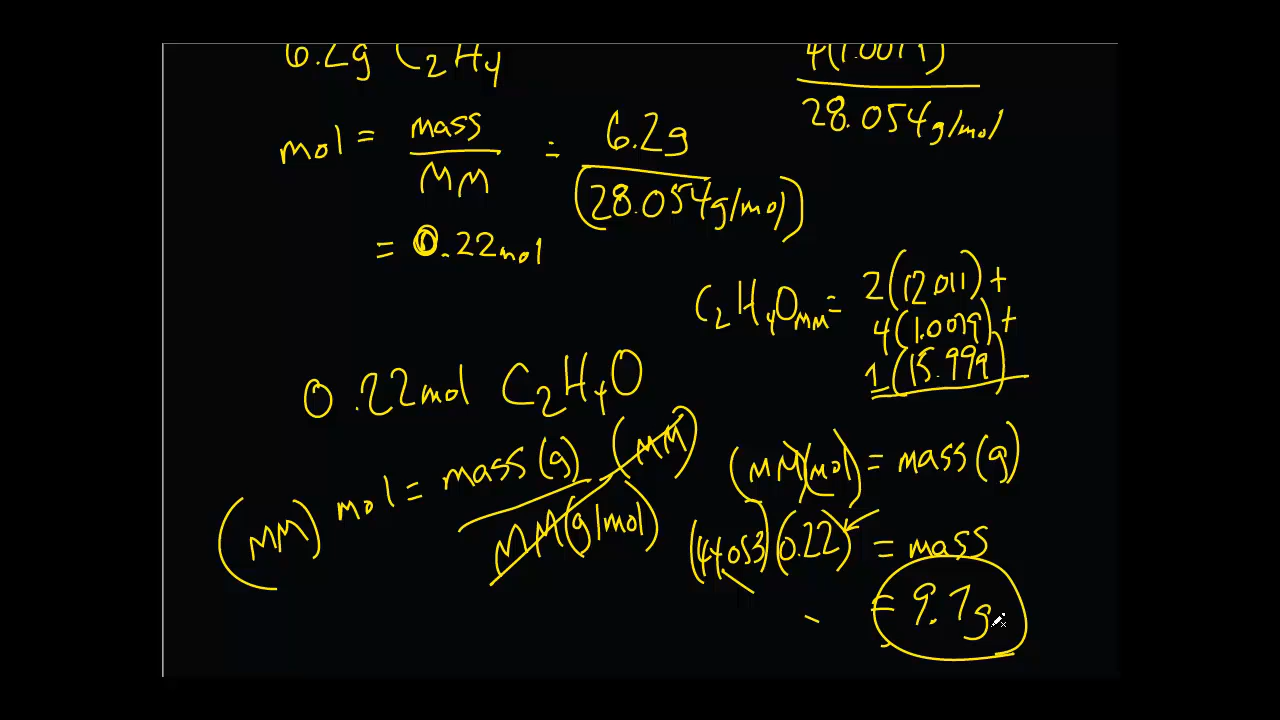 6.2g C2H4
4(1.0079)
28.054g/mol
mol = mass / MM = 6.2g / (28.054g/mol)
= 0.22mol
C2H4O MM = 2(12.011)+
4(1.0079)+
1(15.999)
0.22mol C2H4O
(MM) mol = mass(g) / MM(g/mol) (MM)
(MM)(mol) = mass(g)
(44.053)(0.22) = mass
= 9.7g